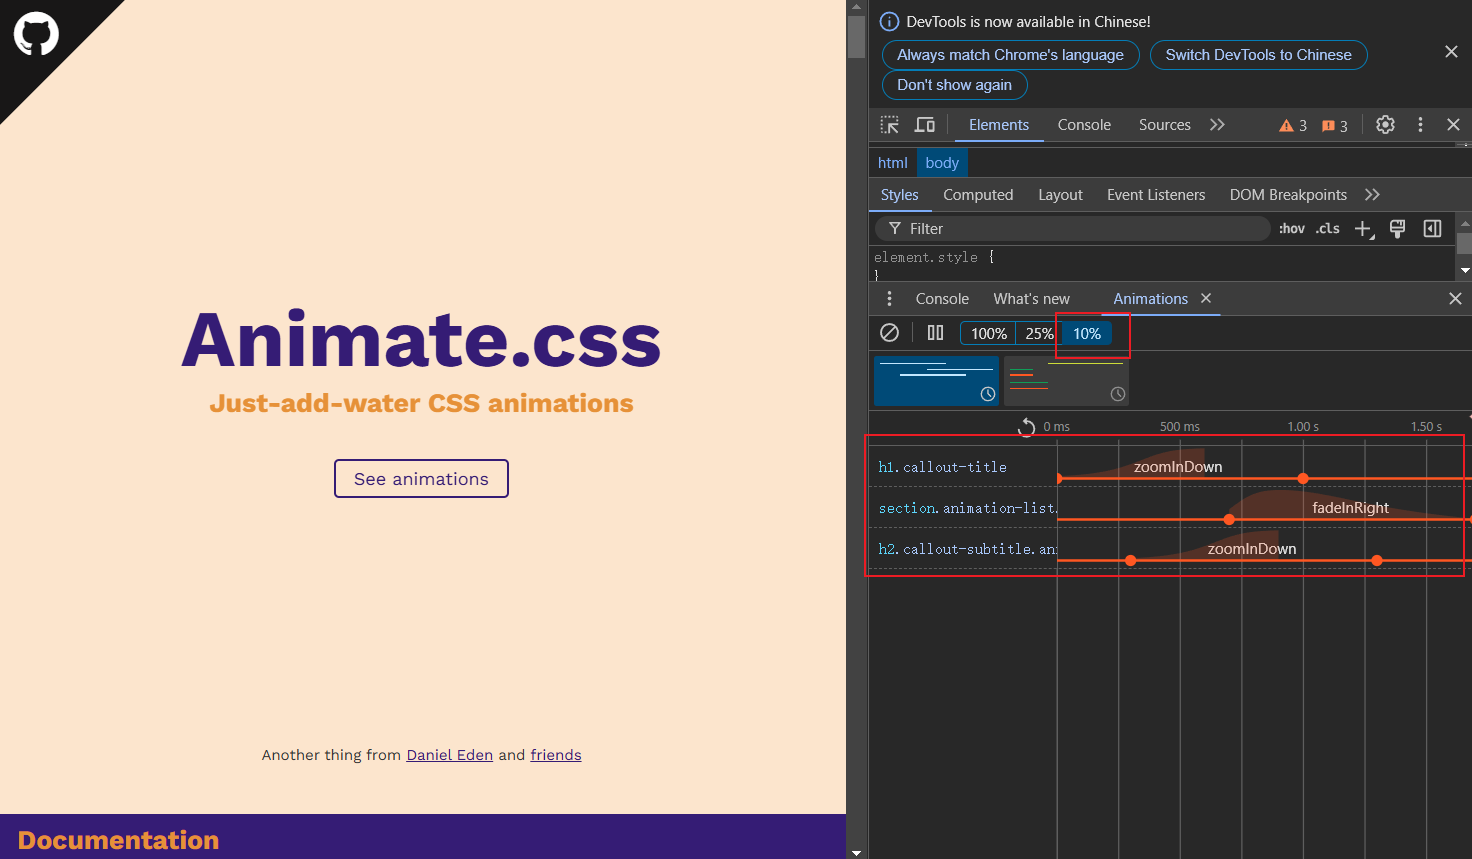 Animate.css
Just-add-water CSS animations
See animations
Another thing from Daniel Eden and friends
Documentation
DevTools is now available in Chinese!
Always match Chrome's language
Switch DevTools to Chinese
Don't show again
Elements
Console
Sources
3
3
html
body
Styles
Computed
Layout
Event Listeners
DOM Breakpoints
Filter
:hov
.cls
element.style {
}
Console
What's new
Animations
100%
25%
10%
0 ms
500 ms
1.00 s
1.50 s
h1.callout-title
zoomInDown
section.animation-list.
fadeInRight
h2.callout-subtitle.ani
zoomInDown